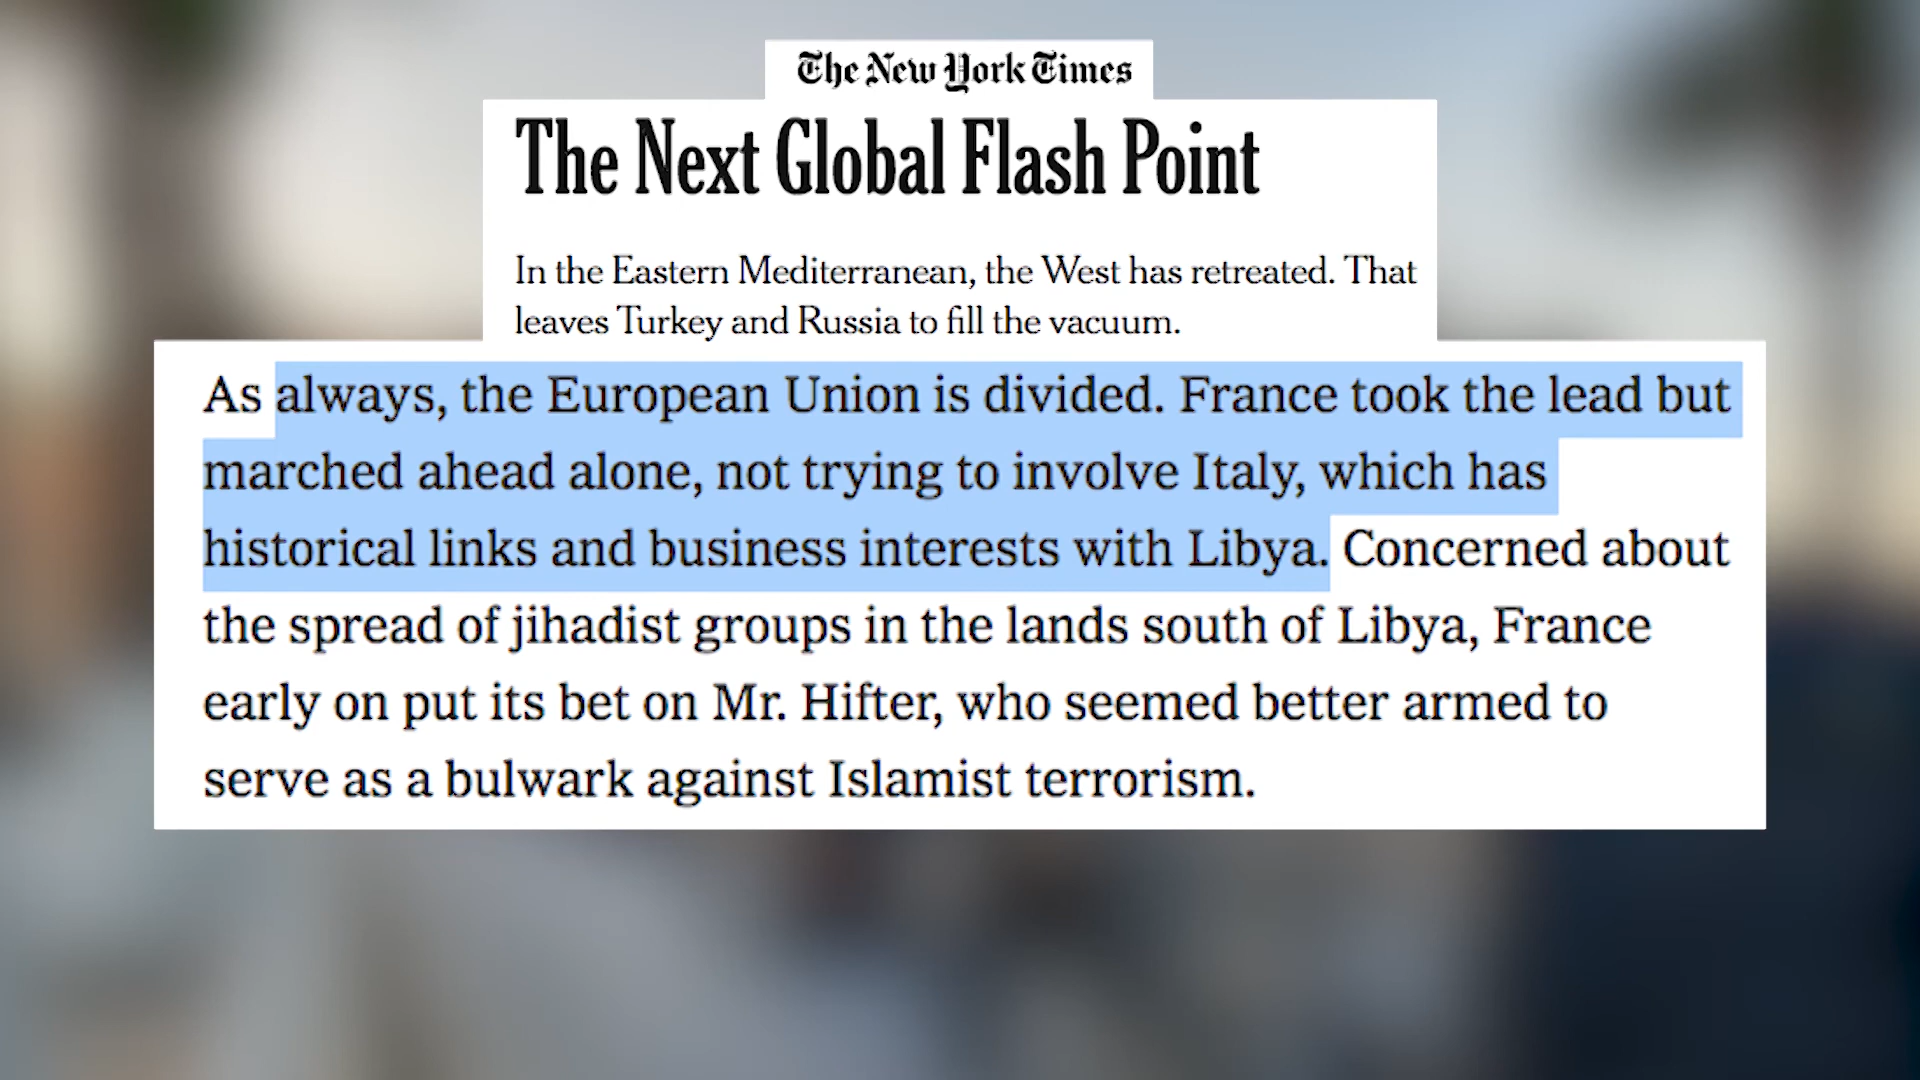 The New York Times
The Next Global Flash Point
In the Eastern Mediterranean, the West has retreated. That
leaves Turkey and Russia to fill the vacuum.
As always, the European Union is divided. France took the lead but
marched ahead alone, not trying to involve Italy, which has
historical links and business interests with Libya. Concerned about
the spread of jihadist groups in the lands south of Libya, France
early on put its bet on Mr. Hifter, who seemed better armed to
serve as a bulwark against Islamist terrorism.